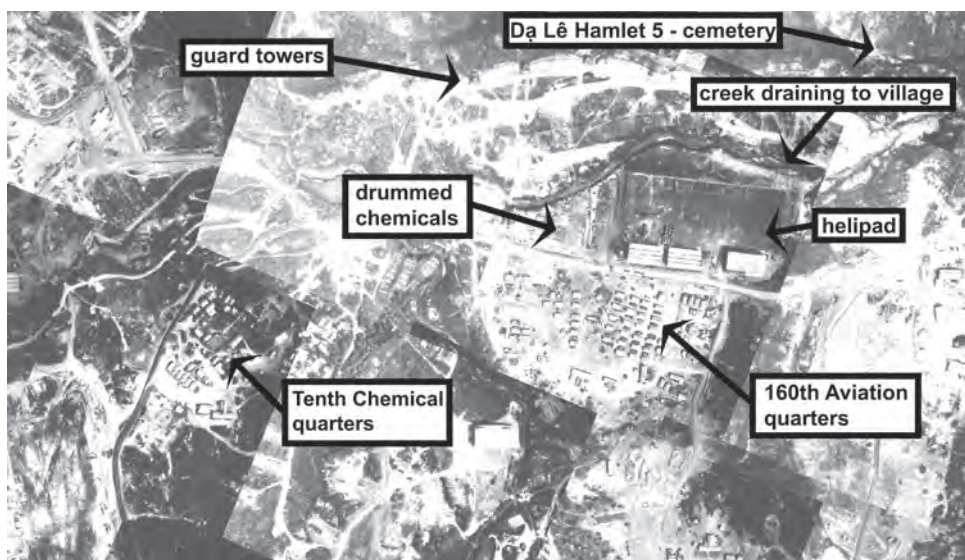 Dạ Lê Hamlet 5 - cemetery
guard towers
creek draining to village
drummed
chemicals
helipad
Tenth Chemical
quarters
160th Aviation
quarters